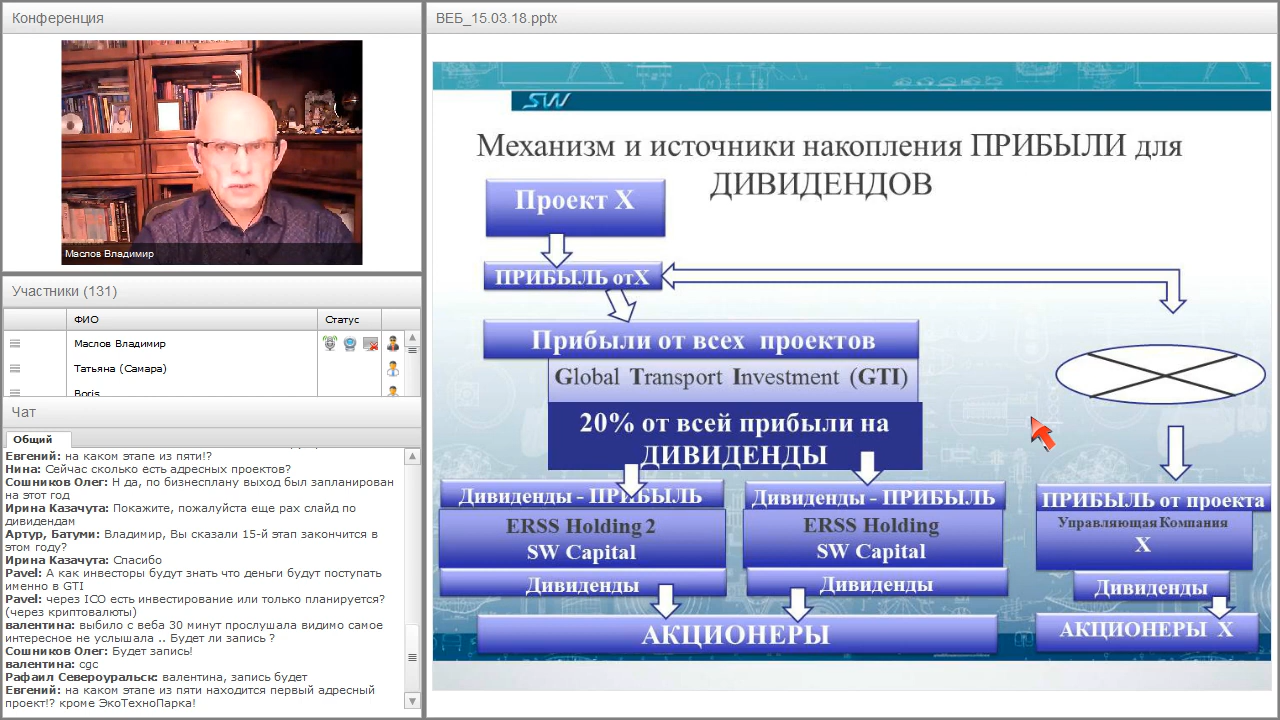 Конференция
Маслов Владимир
Участники (131)
ФИО
Статус
Маслов Владимир
Татьяна (Самара)
Boris
Чат
Общий
Евгений: на каком этапе из пяти!?
Нина: Сейчас сколько есть адресных проектов?
Сошников Олег: Н да, по бизнесплану выход был запланирован
на этот год
Ирина Казачута: Покажите, пожалуйста еще рах слайд по
дивидендам
Артур, Батуми: Владимир, Вы сказали 15-й этап закончится в
этом году?
Ирина Казачута: Спасибо
Pavel: А как инвесторы будут знать что деньги будут поступать
именно в GTI
Pavel: через ICO есть инвестирование или только планируется?
(через криптовалюты)
валентина: выбило с веба 30 минут прослушала видимо самое
интересное не услышала .. Будет ли запись ?
Сошников Олег: Будет запись!
валентина: cgc
Рафаил Североуральск: валентина, запись будет
Евгений: на каком этапе из пяти находится первый адресный
проект!? кроме ЭкоТехноПарка!
ВЕБ_15.03.18.pptx
SW
Механизм и источники накопления ПРИБЫЛИ для
ДИВИДЕНДОВ
Проект X
ПРИБЫЛЬ отX
Прибыли от всех проектов
Global Transport Investment (GTI)
20% от всей прибыли на
ДИВИДЕНДЫ
Дивиденды - ПРИБЫЛЬ
ERSS Holding 2
SW Capital
Дивиденды
Дивиденды - ПРИБЫЛЬ
ERSS Holding
SW Capital
Дивиденды
АКЦИОНЕРЫ
ПРИБЫЛЬ от проекта
Управляющая Компания
X
Дивиденды
АКЦИОНЕРЫ X